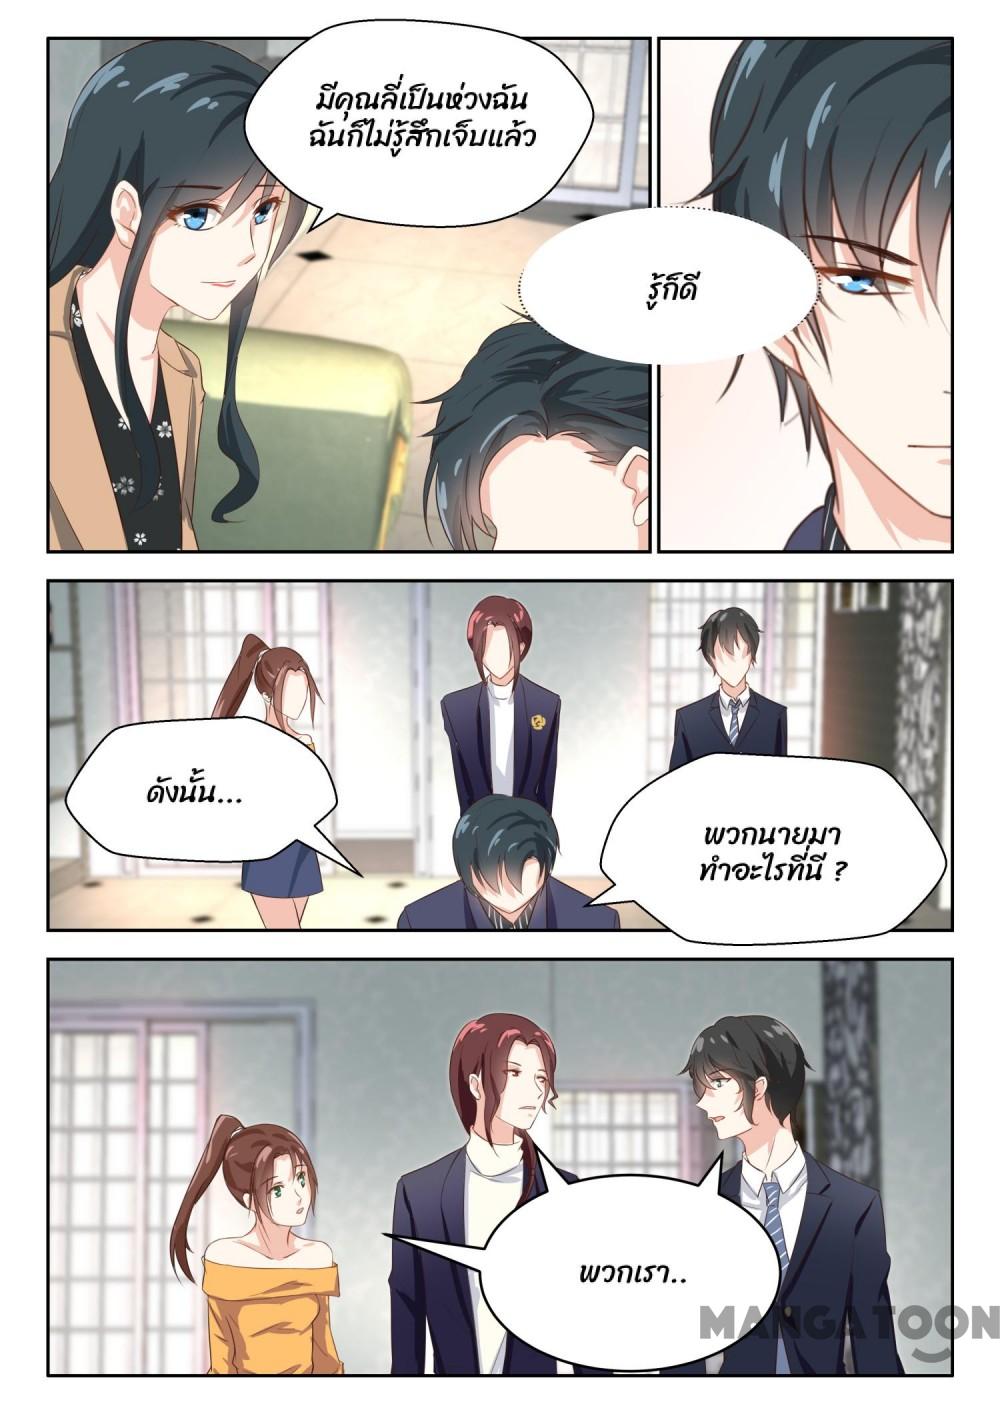 มีคุณลี่เป็นห่วงฉัน
ฉันก็ไม่รู้สึกเจ็บแล้ว
รู้ก็ดี
ดังนั้น...
พวกนายมา
ทำอะไรที่นี่ ?
พวกเรา..
MANGATOON